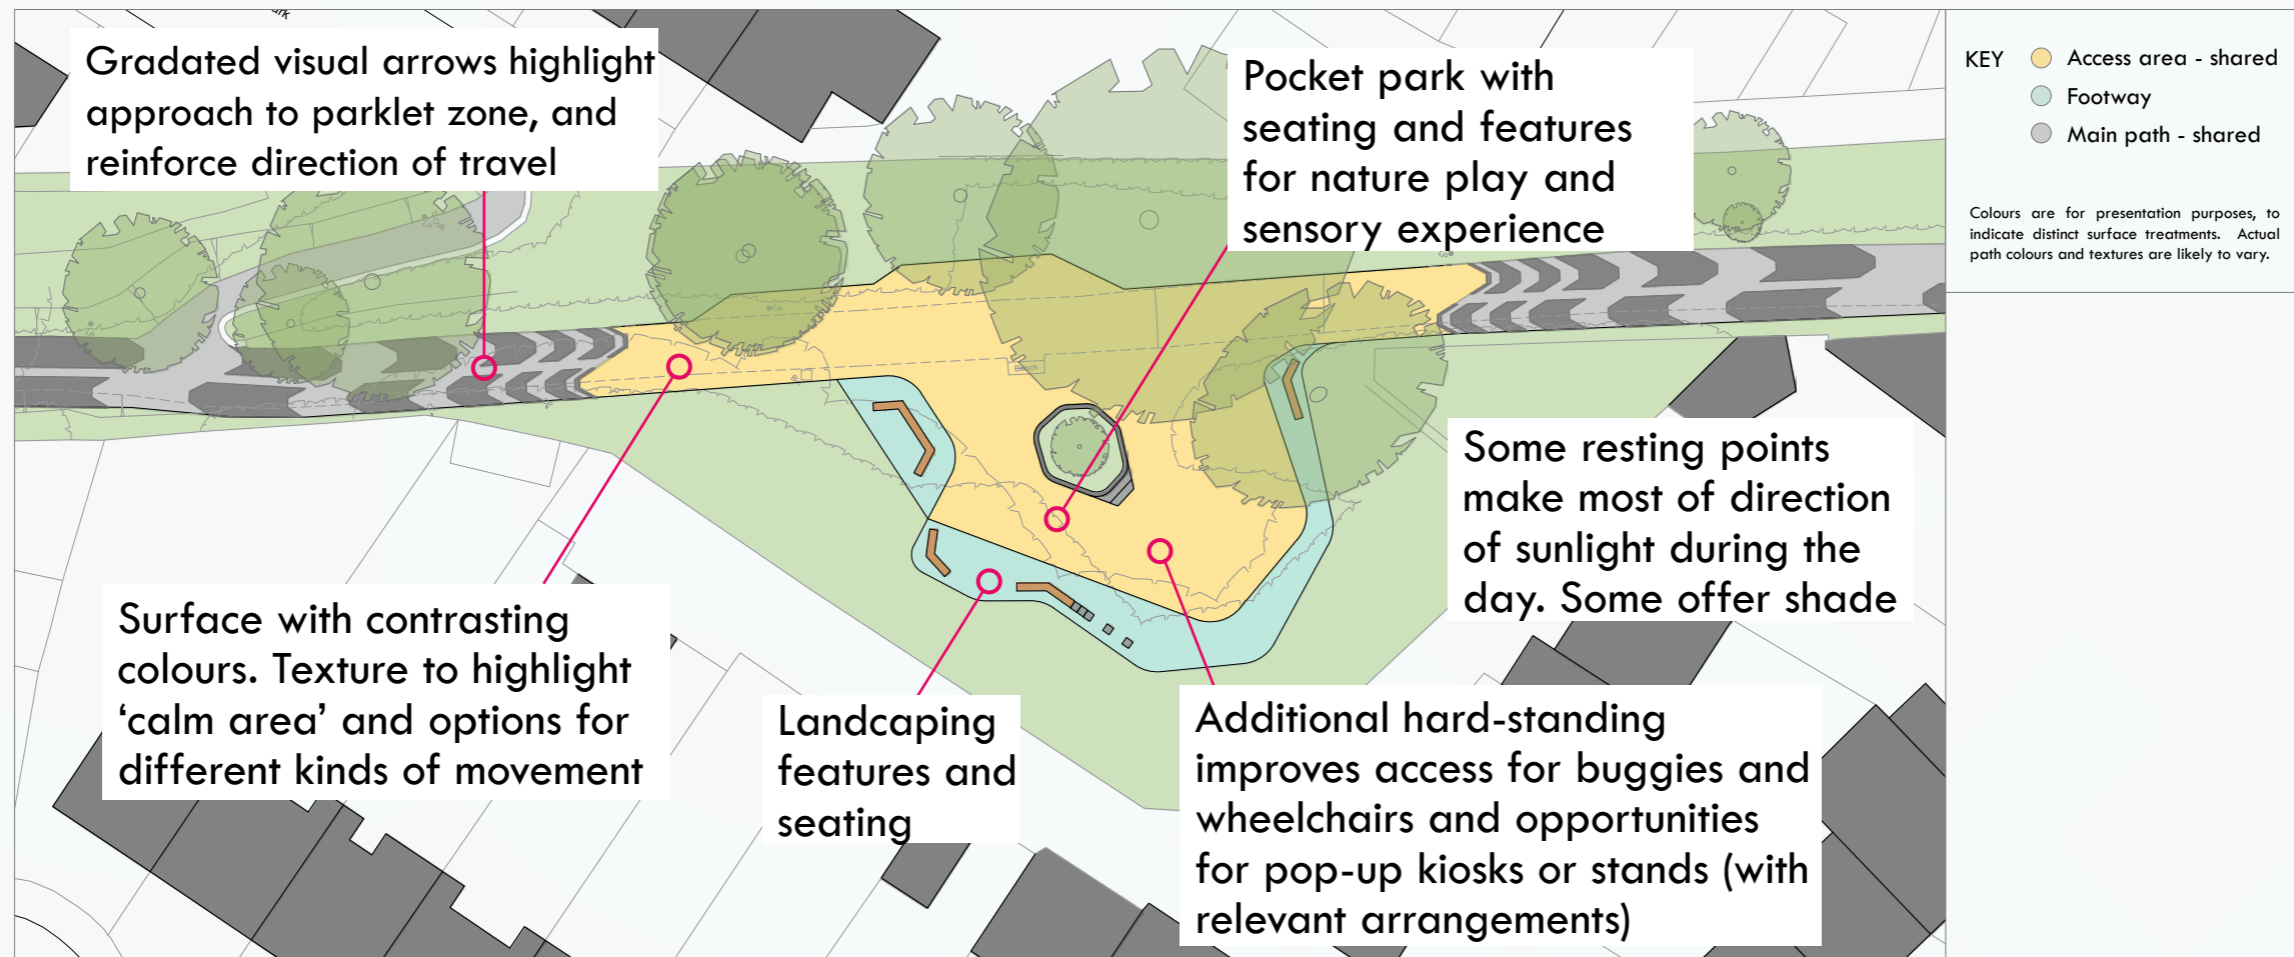 Gradated visual arrows highlight
approach to parklet zone, and
reinforce direction of travel
Pocket park with
seating and features
for nature play and
sensory experience
KEY
Access area - shared
Footway
Main path - shared
Colours are for presentation purposes, to
indicate distinct surface treatments. Actual
path colours and textures are likely to vary.
Bench
Some resting points
make most of direction
of sunlight during the
day. Some offer shade
Surface with contrasting
colours. Texture to highlight
‘calm area’ and options for
different kinds of movement
Landcaping
features and
seating
Additional hard-standing
improves access for buggies and
wheelchairs and opportunities
for pop-up kiosks or stands (with
relevant arrangements)